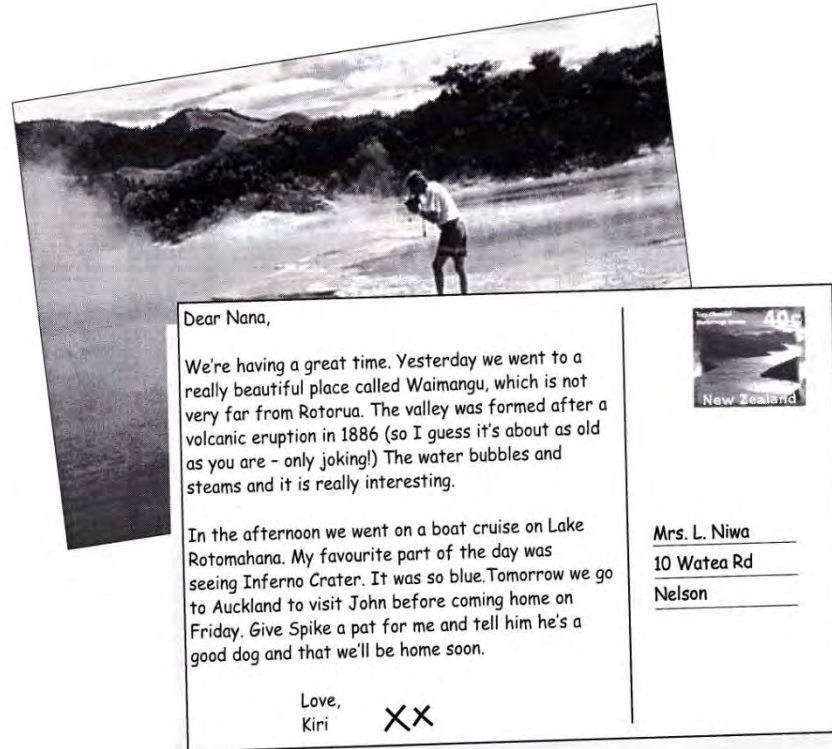 Dear Nana,
We're having a great time. Yesterday we went to a
really beautiful place called Waimangu, which is not
very far from Rotorua. The valley was formed after a
volcanic eruption in 1886 (so I guess it's about as old
as you are – only joking!) The water bubbles and
steams and it is really interesting.
In the afternoon we went on a boat cruise on Lake
Rotomahana. My favourite part of the day was
seeing Inferno Crater. It was so blue.Tomorrow we go
to Auckland to visit John before coming home on
Friday. Give Spike a pat for me and tell him he's a
good dog and that we'll be home soon.
Love,
Kiri XX
40c
New Zealand
Mrs. L. Niwa
10 Watea Rd
Nelson